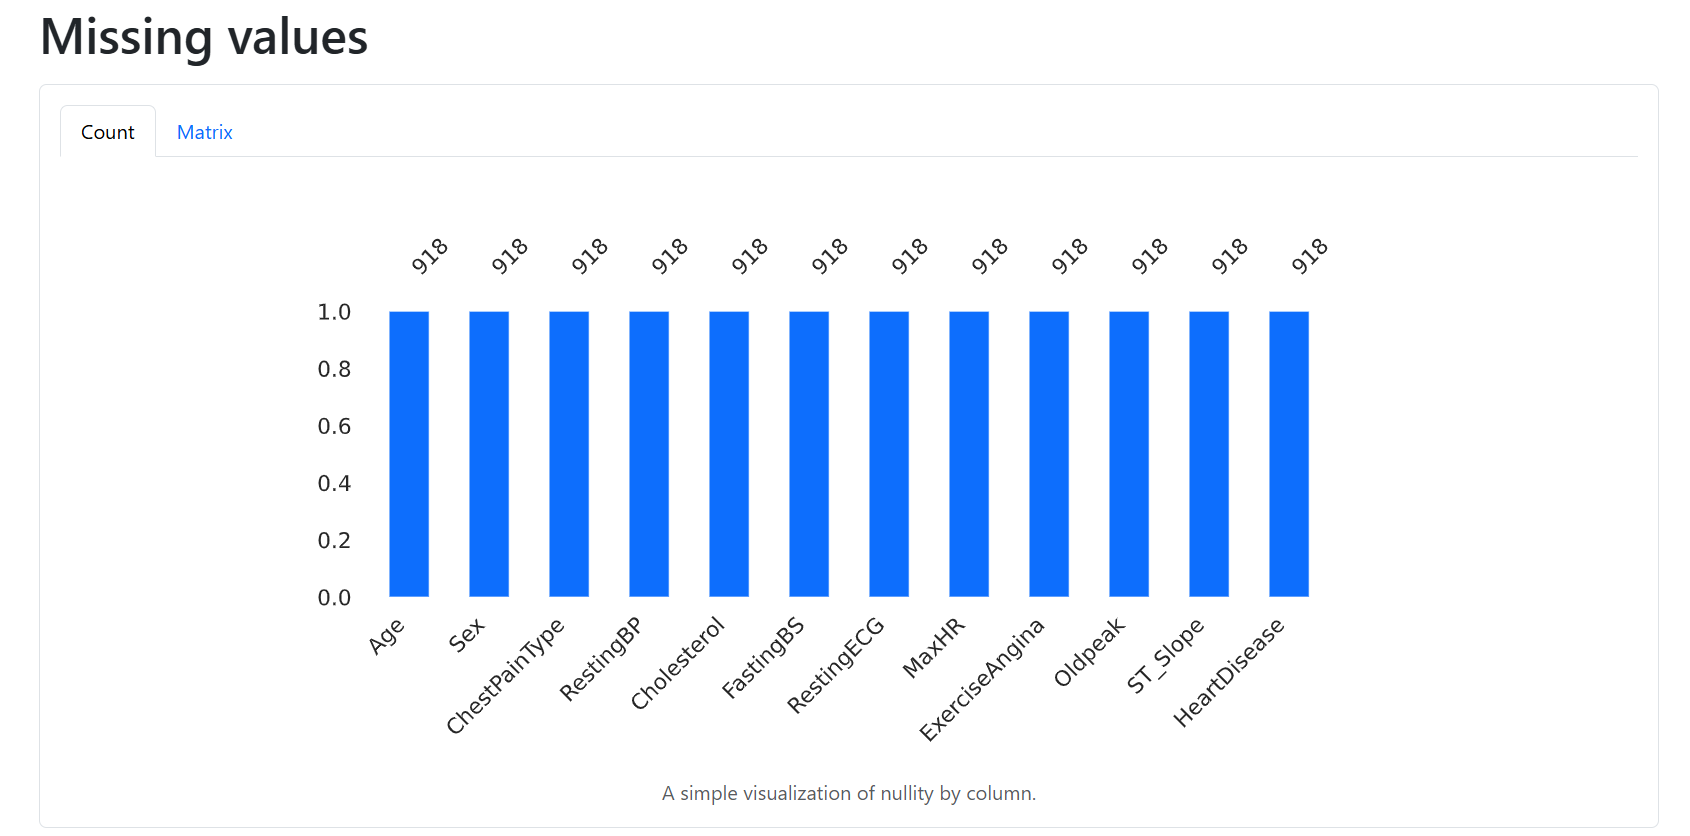 Missing values
Count Matrix
918 918 918 918 918 918 918 918 918 918 918 918
1.0
0.8
0.6
0.4
0.2
0.0
Age Sex ChestPainType RestingBP Cholesterol FastingBS RestingECG MaxHR ExerciseAngina Oldpeak ST_Slope HeartDisease
A simple visualization of nullity by column.